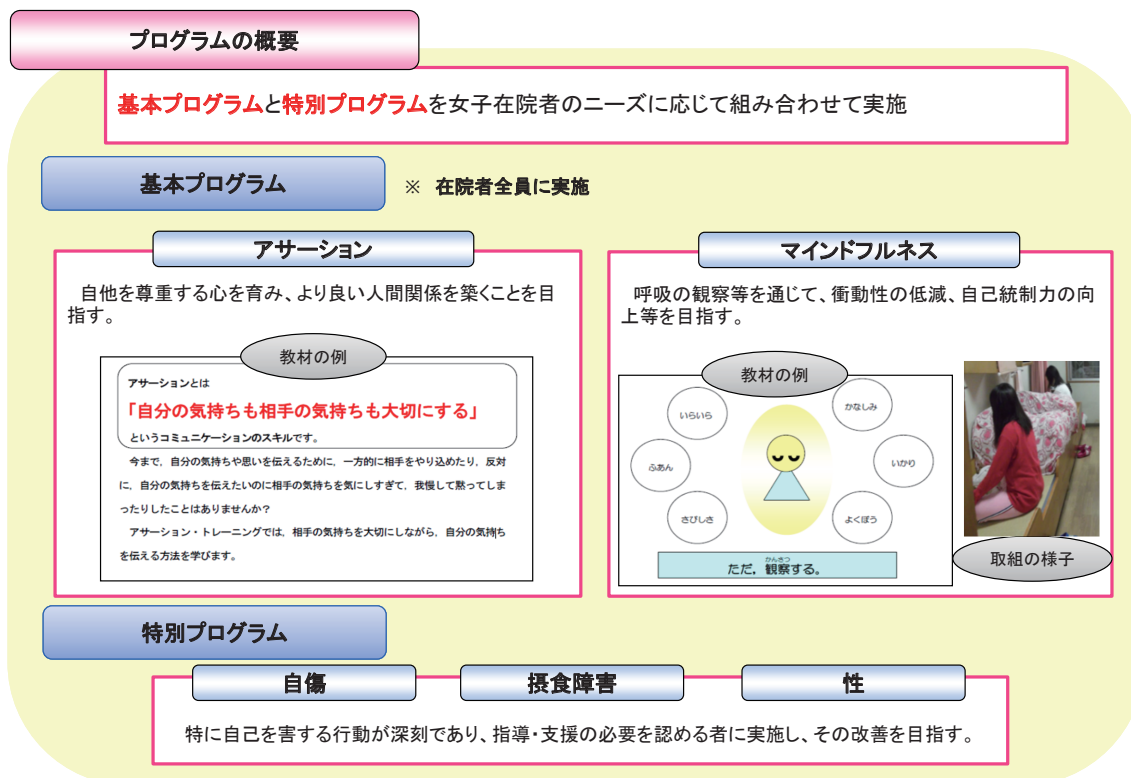 プログラムの概要
基本プログラムと特別プログラムを女子在院者のニーズに応じて組み合わせて実施
基本プログラム
※ 在院者全員に実施
アサーション
自他を尊重する心を育み、より良い人間関係を築くことを目
指す。
教材の例
アサーションとは
「自分の気持ちも相手の気持ちも大切にする」
というコミュニケーションのスキルです。
今まで，自分の気持ちや思いを伝えるために，一方的に相手をやり込めたり，反対
に，自分の気持ちを伝えたいのに相手の気持ちを気にしすぎて，我慢して黙ってしま
ったりしたことはありませんか？
アサーション・トレーニングでは，相手の気持ちを大切にしながら，自分の気持ち
を伝える方法を学びます。
マインドフルネス
呼吸の観察等を通じて、衝動性の低減、自己統制力の向
上等を目指す。
教材の例
いらいら
かなしみ
ふあん
いかり
さびしさ
よくぼう
かんさつ
ただ，観察する。
取組の様子
特別プログラム
自傷
摂食障害
性
特に自己を害する行動が深刻であり、指導・支援の必要を認める者に実施し、その改善を目指す。